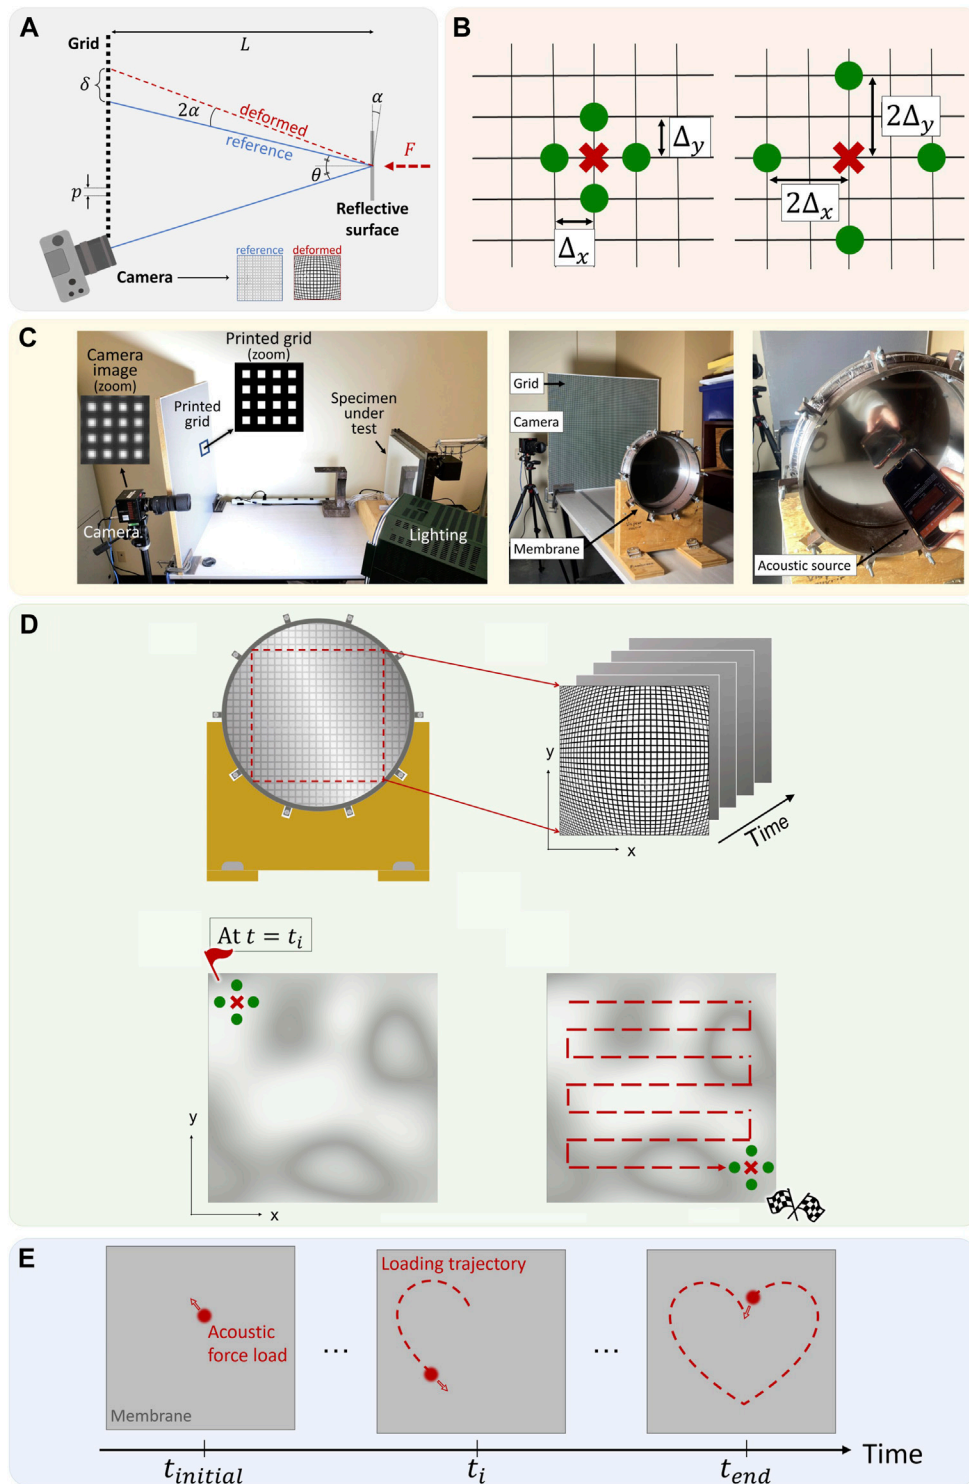 A
Grid
L
δ
2α
deformed
reference
α
F
θ
p
Reflective
surface
Camera
reference
deformed
B
Δx
Δy
2Δx
2Δy
C
Camera
image
(zoom)
Printed
grid
Printed grid
(zoom)
Specimen
under
test
Camera
Lighting
Grid
Camera
Membrane
Acoustic source
D
y
x
Time
At t = ti
y
x
E
Acoustic
force load
Membrane
...
Loading trajectory
...
tinitial
ti
tend
Time